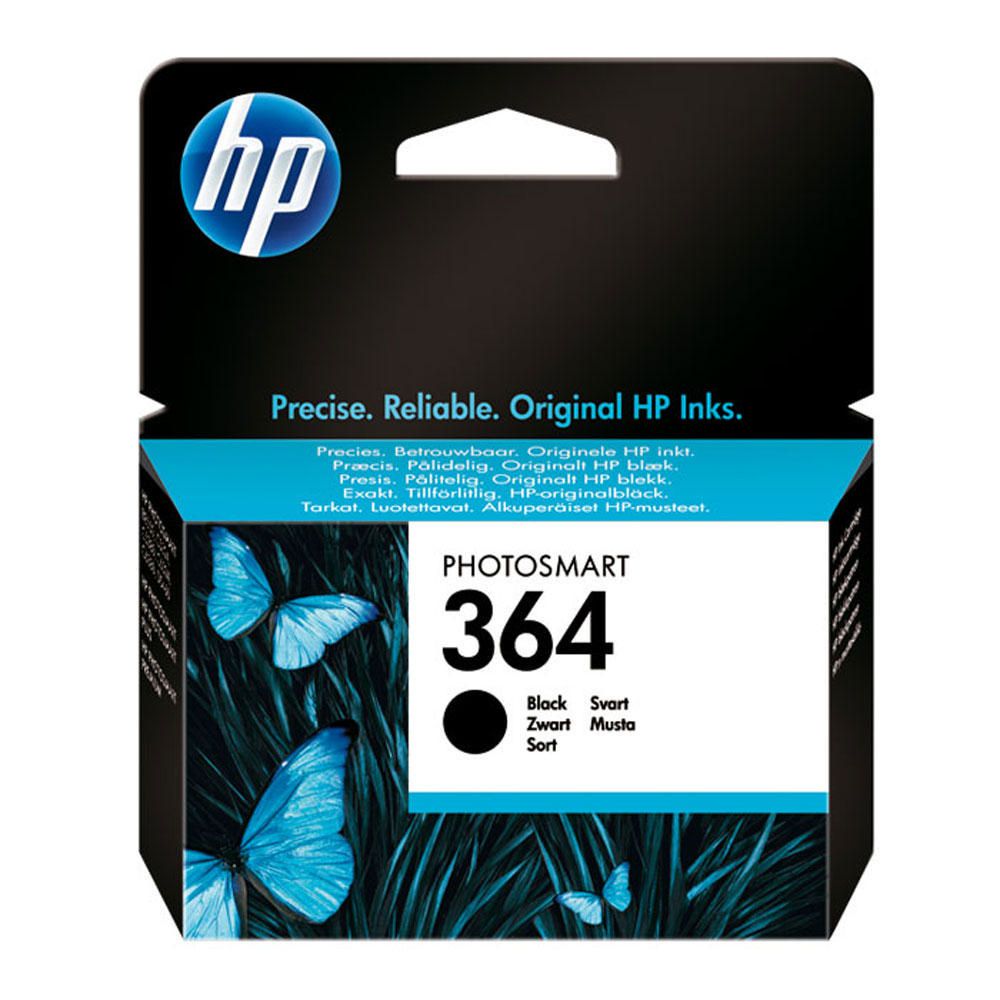 hp
Precise. Reliable. Original HP Inks.
Precies. Betrouwbaar. Originele HP inkt.
Præcis. Pålidelig. Originalt HP blæk.
Presis. Pålitelig. Originalt HP blekk.
Exakt. Tillförlitlig. HP-originalbläck.
Tarkat. Luotettavat. Alkuperäiset HP-musteet.
PHOTOSMART
364
Black Svart
Zwart Musta
Sort